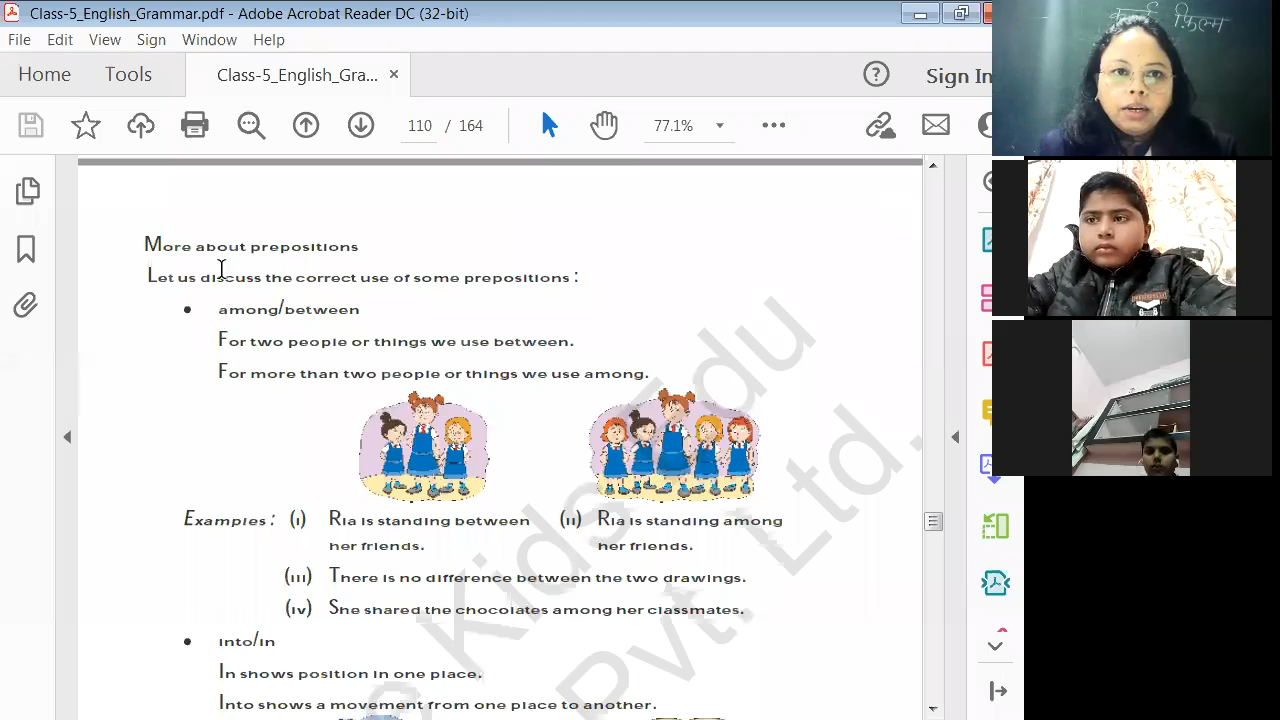 Class-5_English_Grammar.pdf - Adobe Acrobat Reader DC (32-bit)
File Edit View Sign Window Help
Home Tools Class-5_English_Gra... × ? Sign In
110 / 164 77.1%
More about prepositions
Let us discuss the correct use of some prepositions :
• among/between
For two people or things we use between.
For more than two people or things we use among.
Examples : (i) Ria is standing between her friends.
(ii) Ria is standing among her friends.
(iii) There is no difference between the two drawings.
(iv) She shared the chocolates among her classmates.
• into/in
In shows position in one place.
Into shows a movement from one place to another.
Kids Edu
Pvt. Ltd.
फ़िल्म